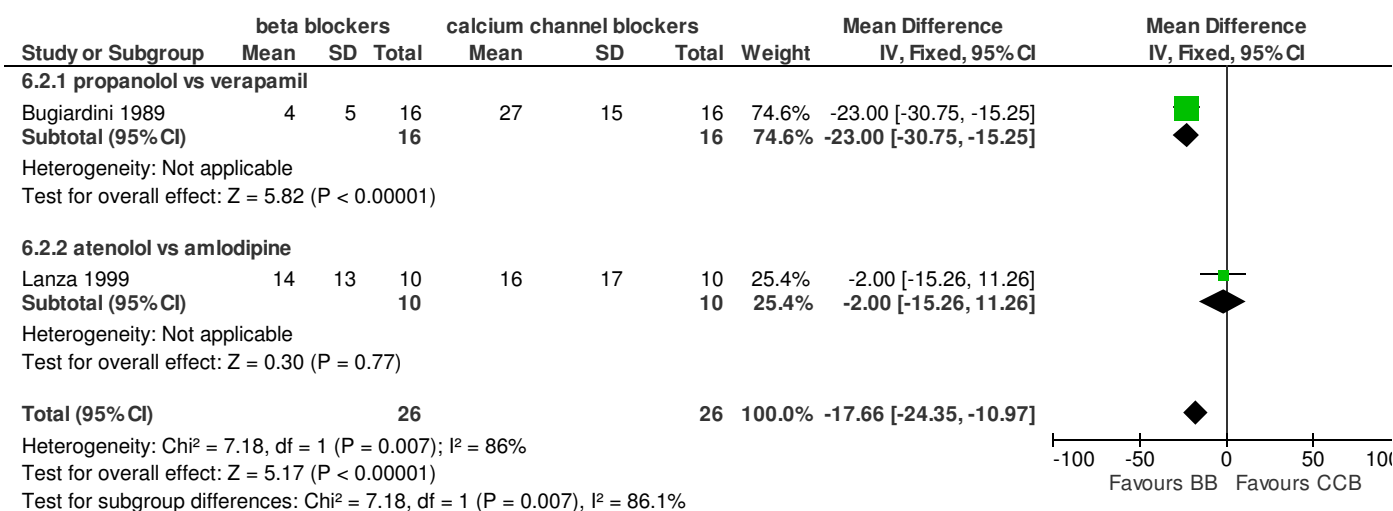 beta blockers calcium channel blockers Mean Difference Mean Difference
Study or Subgroup Mean SD Total Mean SD Total Weight IV, Fixed, 95% CI IV, Fixed, 95% CI
6.2.1 propanolol vs verapamil
Bugiardini 1989 4 5 16 27 15 16 74.6% -23.00 [-30.75, -15.25]
Subtotal (95% CI) 16 16 74.6% -23.00 [-30.75, -15.25]
Heterogeneity: Not applicable
Test for overall effect: Z = 5.82 (P < 0.00001)
6.2.2 atenolol vs amlodipine
Lanza 1999 14 13 10 16 17 10 25.4% -2.00 [-15.26, 11.26]
Subtotal (95% CI) 10 10 25.4% -2.00 [-15.26, 11.26]
Heterogeneity: Not applicable
Test for overall effect: Z = 0.30 (P = 0.77)
Total (95% CI) 26 26 100.0% -17.66 [-24.35, -10.97]
Heterogeneity: Chi² = 7.18, df = 1 (P = 0.007); I² = 86%
Test for overall effect: Z = 5.17 (P < 0.00001)
Test for subgroup differences: Chi² = 7.18, df = 1 (P = 0.007), I² = 86.1%
-100 -50 0 50 100
Favours BB Favours CCB